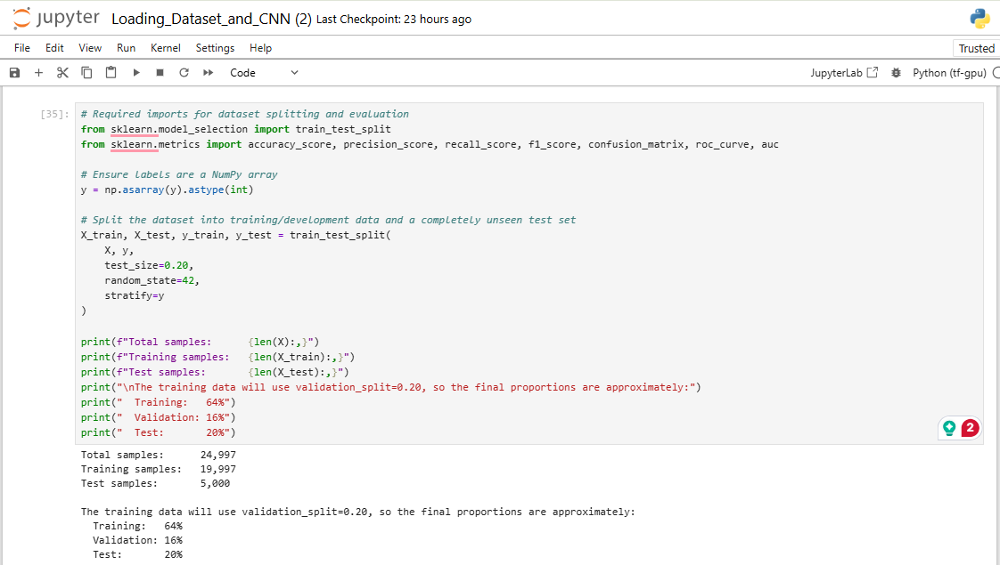 jupyter Loading_Dataset_and_CNN (2) Last Checkpoint: 23 hours ago
File Edit View Run Kernel Settings Help Trusted
Code JupyterLab Python (tf-gpu)
[35]:
# Required imports for dataset splitting and evaluation
from sklearn.model_selection import train_test_split
from sklearn.metrics import accuracy_score, precision_score, recall_score, f1_score, confusion_matrix, roc_curve, auc
# Ensure labels are a NumPy array
y = np.asarray(y).astype(int)
# Split the dataset into training/development data and a completely unseen test set
X_train, X_test, y_train, y_test = train_test_split(
    X, y,
    test_size=0.20,
    random_state=42,
    stratify=y
)
print(f"Total samples:      {len(X):,}")
print(f"Training samples:   {len(X_train):,}")
print(f"Test samples:       {len(X_test):,}")
print("\nThe training data will use validation_split=0.20, so the final proportions are approximately:")
print("  Training:   64%")
print("  Validation: 16%")
print("  Test:       20%")
2
Total samples:      24,997
Training samples:   19,997
Test samples:       5,000
The training data will use validation_split=0.20, so the final proportions are approximately:
  Training:   64%
  Validation: 16%
  Test:       20%